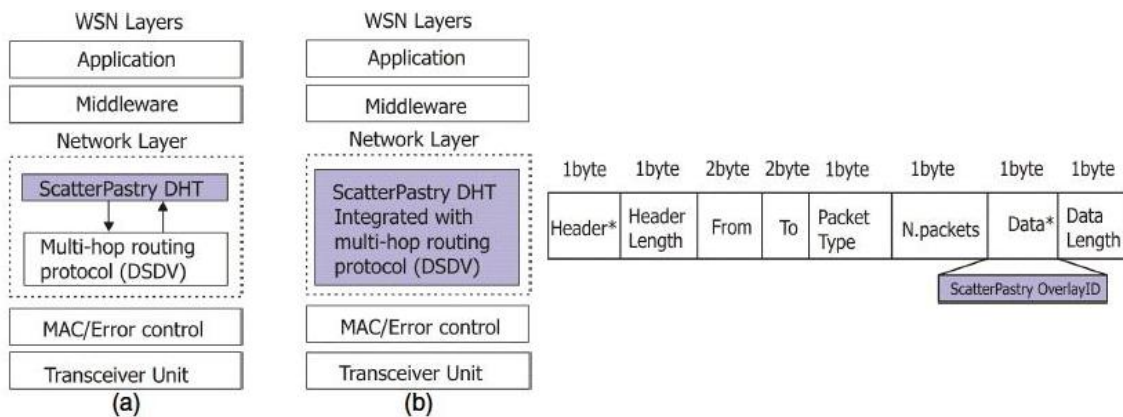 WSN Layers
Application
Middleware
Network Layer
ScatterPastry DHT
Multi-hop routing
protocol (DSDV)
MAC/Error control
Transceiver Unit
(a)
WSN Layers
Application
Middleware
Network Layer
ScatterPastry DHT
Integrated with
multi-hop routing
protocol (DSDV)
MAC/Error control
Transceiver Unit
(b)
1byte 1byte 2byte 2byte 1byte 1byte 1byte 1byte
Header*
Header
Length
From
To
Packet
Type
N.packets
Data*
Data
Length
ScatterPastry OverlayID